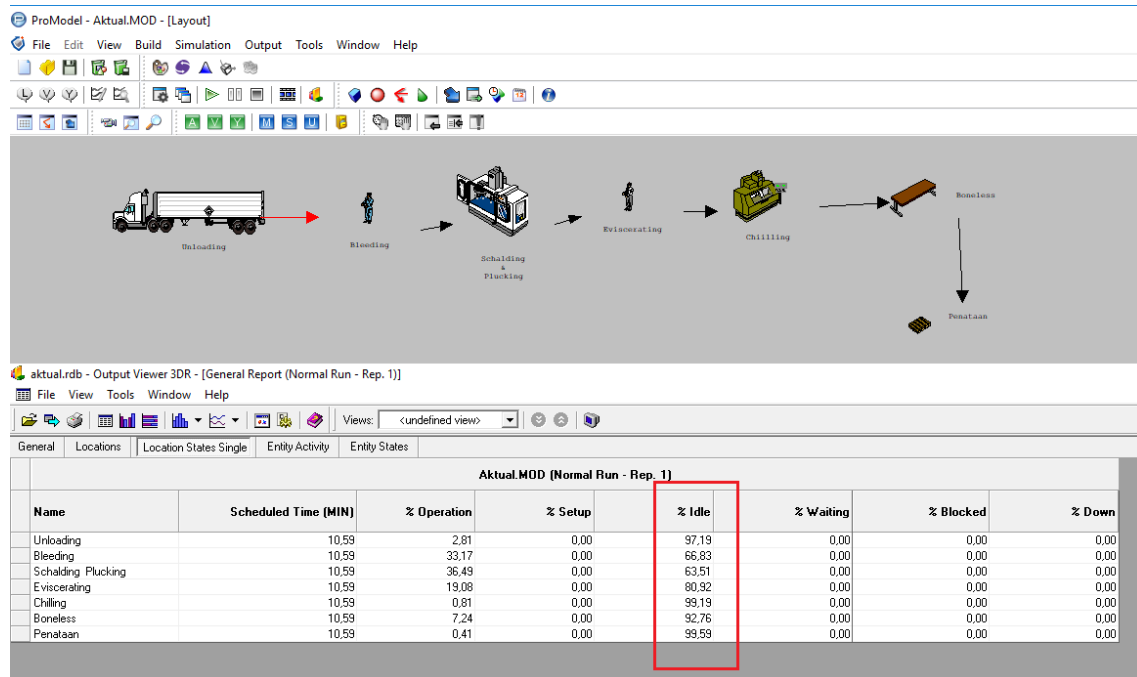 ProModel - Aktual.MOD - [Layout]
File Edit View Build Simulation Output Tools Window Help
Unloading
Bleeding
Schalding
&
Plucking
Eviscerating
Chiilling
Boneless
Penataan
aktual.rdb - Output Viewer 3DR - [General Report (Normal Run - Rep. 1)]
File View Tools Window Help
Views: <undefined view>
General Locations Location States Single Entity Activity Entity States
Aktual.MOD (Normal Run - Rep. 1)
Name Scheduled Time (MIN) % Operation % Setup % Idle % Waiting % Blocked % Down
Unloading 10,59 2,81 0,00 97,19 0,00 0,00 0,00
Bleeding 10,59 33,17 0,00 66,83 0,00 0,00 0,00
Schalding Plucking 10,59 36,49 0,00 63,51 0,00 0,00 0,00
Eviscerating 10,59 19,08 0,00 80,92 0,00 0,00 0,00
Chilling 10,59 0,81 0,00 99,19 0,00 0,00 0,00
Boneless 10,59 7,24 0,00 92,76 0,00 0,00 0,00
Penataan 10,59 0,41 0,00 99,59 0,00 0,00 0,00